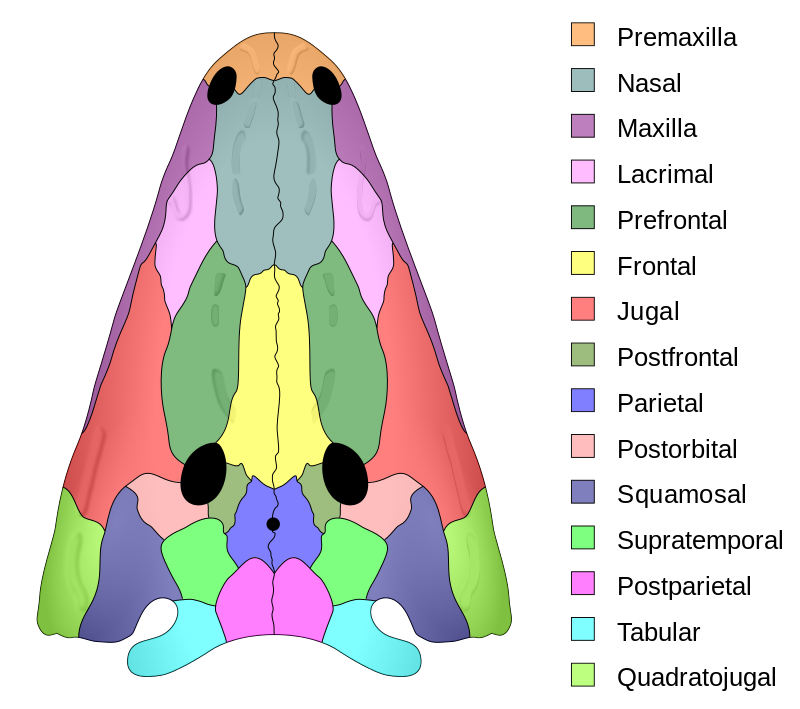 Premaxilla
Nasal
Maxilla
Lacrimal
Prefrontal
Frontal
Jugal
Postfrontal
Parietal
Postorbital
Squamosal
Supratemporal
Postparietal
Tabular
Quadratojugal